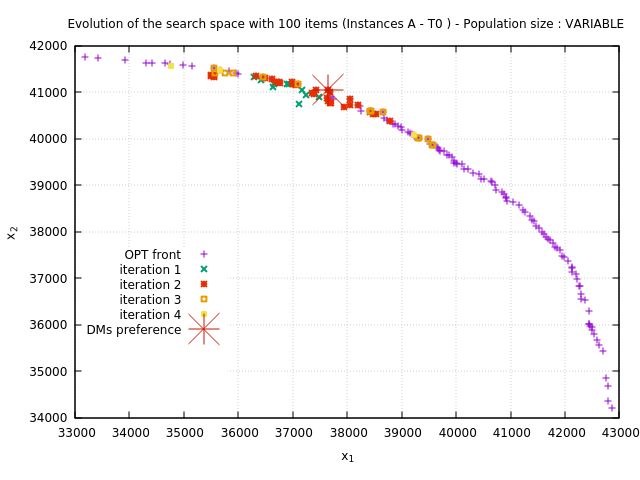 Evolution of the search space with 100 items (Instances A - T0 ) - Population size : VARIABLE
42000
41000
40000
39000
38000
37000
36000
35000
34000
x2
OPT front
iteration 1
iteration 2
iteration 3
iteration 4
DMs preference
33000 34000 35000 36000 37000 38000 39000 40000 41000 42000 43000
x1